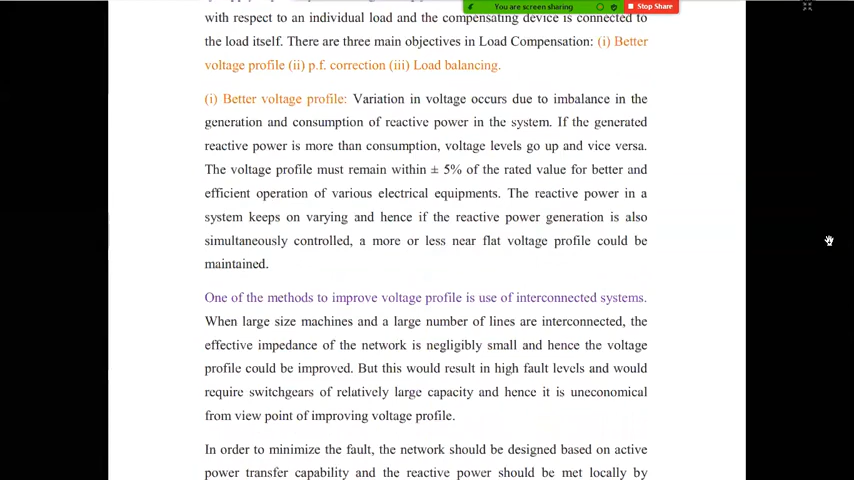 You are screen sharing
Stop Share
with respect to an individual load and the compensating device is connected to
the load itself. There are three main objectives in Load Compensation: (i) Better
voltage profile (ii) p.f. correction (iii) Load balancing.
(i) Better voltage profile: Variation in voltage occurs due to imbalance in the
generation and consumption of reactive power in the system. If the generated
reactive power is more than consumption, voltage levels go up and vice versa.
The voltage profile must remain within ± 5% of the rated value for better and
efficient operation of various electrical equipments. The reactive power in a
system keeps on varying and hence if the reactive power generation is also
simultaneously controlled, a more or less near flat voltage profile could be
maintained.
One of the methods to improve voltage profile is use of interconnected systems.
When large size machines and a large number of lines are interconnected, the
effective impedance of the network is negligibly small and hence the voltage
profile could be improved. But this would result in high fault levels and would
require switchgears of relatively large capacity and hence it is uneconomical
from view point of improving voltage profile.
In order to minimize the fault, the network should be designed based on active
power transfer capability and the reactive power should be met locally by